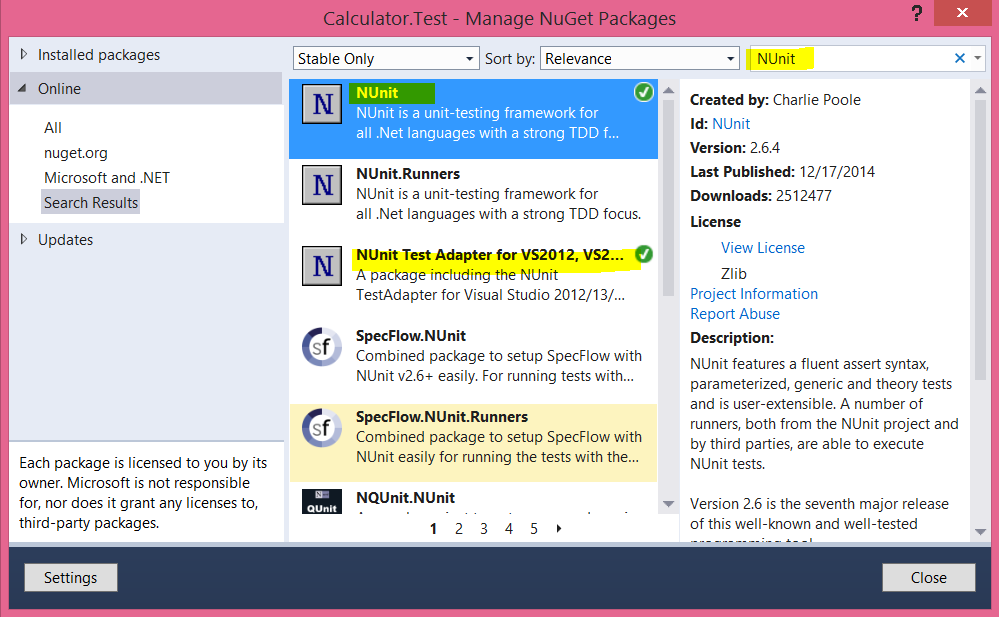 Calculator.Test - Manage NuGet Packages
?
Installed packages
Online
All
nuget.org
Microsoft and .NET
Search Results
Updates
Each package is licensed to you by its
owner. Microsoft is not responsible
for, nor does it grant any licenses to,
third-party packages.
Stable Only
Sort by:
Relevance
NUnit
N
NUnit
NUnit is a unit-testing framework for
all .Net languages with a strong TDD f...
N
NUnit.Runners
NUnit is a unit-testing framework for
all .Net languages with a strong TDD focus.
N
NUnit Test Adapter for VS2012, VS2...
A package including the NUnit
TestAdapter for Visual Studio 2012/13/...
sf
SpecFlow.NUnit
Combined package to setup SpecFlow with
NUnit v2.6+ easily. For running tests with...
sf
SpecFlow.NUnit.Runners
Combined package to setup SpecFlow with
NUnit easily for running the tests with the...
N
QUnit
NQUnit.NUnit
1 2 3 4 5
Created by: Charlie Poole
Id: NUnit
Version: 2.6.4
Last Published: 12/17/2014
Downloads: 2512477
License
View License
Zlib
Project Information
Report Abuse
Description:
NUnit features a fluent assert syntax,
parameterized, generic and theory tests
and is user-extensible. A number of
runners, both from the NUnit project and
by third parties, are able to execute
NUnit tests.
Version 2.6 is the seventh major release
of this well-known and well-tested
programming tool.
Settings
Close